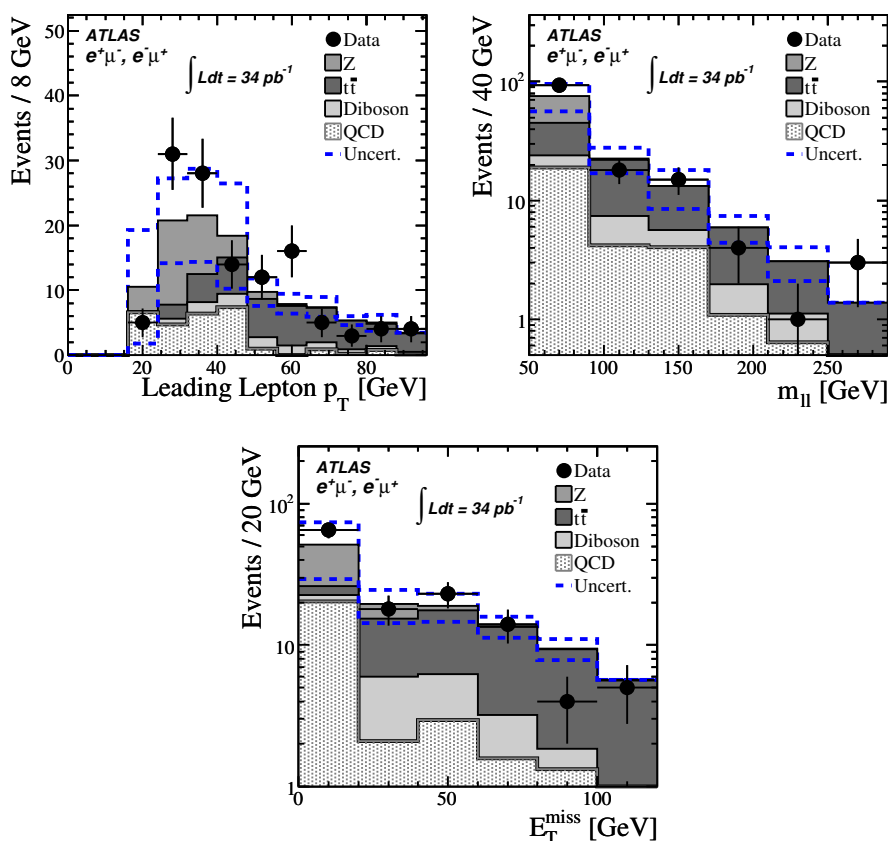 Events / 8 GeV
50
40
30
20
10
0
ATLAS
e⁺μ⁻, e⁻μ⁺
∫ Ldt = 34 pb⁻¹
Data
Z
tt̄
Diboson
QCD
Uncert.
0 20 40 60 80
Leading Lepton p_T [GeV]
Events / 40 GeV
10²
10
1
ATLAS
e⁺μ⁻, e⁻μ⁺
∫ Ldt = 34 pb⁻¹
Data
Z
tt̄
Diboson
QCD
Uncert.
50 100 150 200 250
m_ll [GeV]
Events / 20 GeV
10²
10
1
ATLAS
e⁺μ⁻, e⁻μ⁺
∫ Ldt = 34 pb⁻¹
Data
Z
tt̄
Diboson
QCD
Uncert.
0 50 100
E_T^miss [GeV]